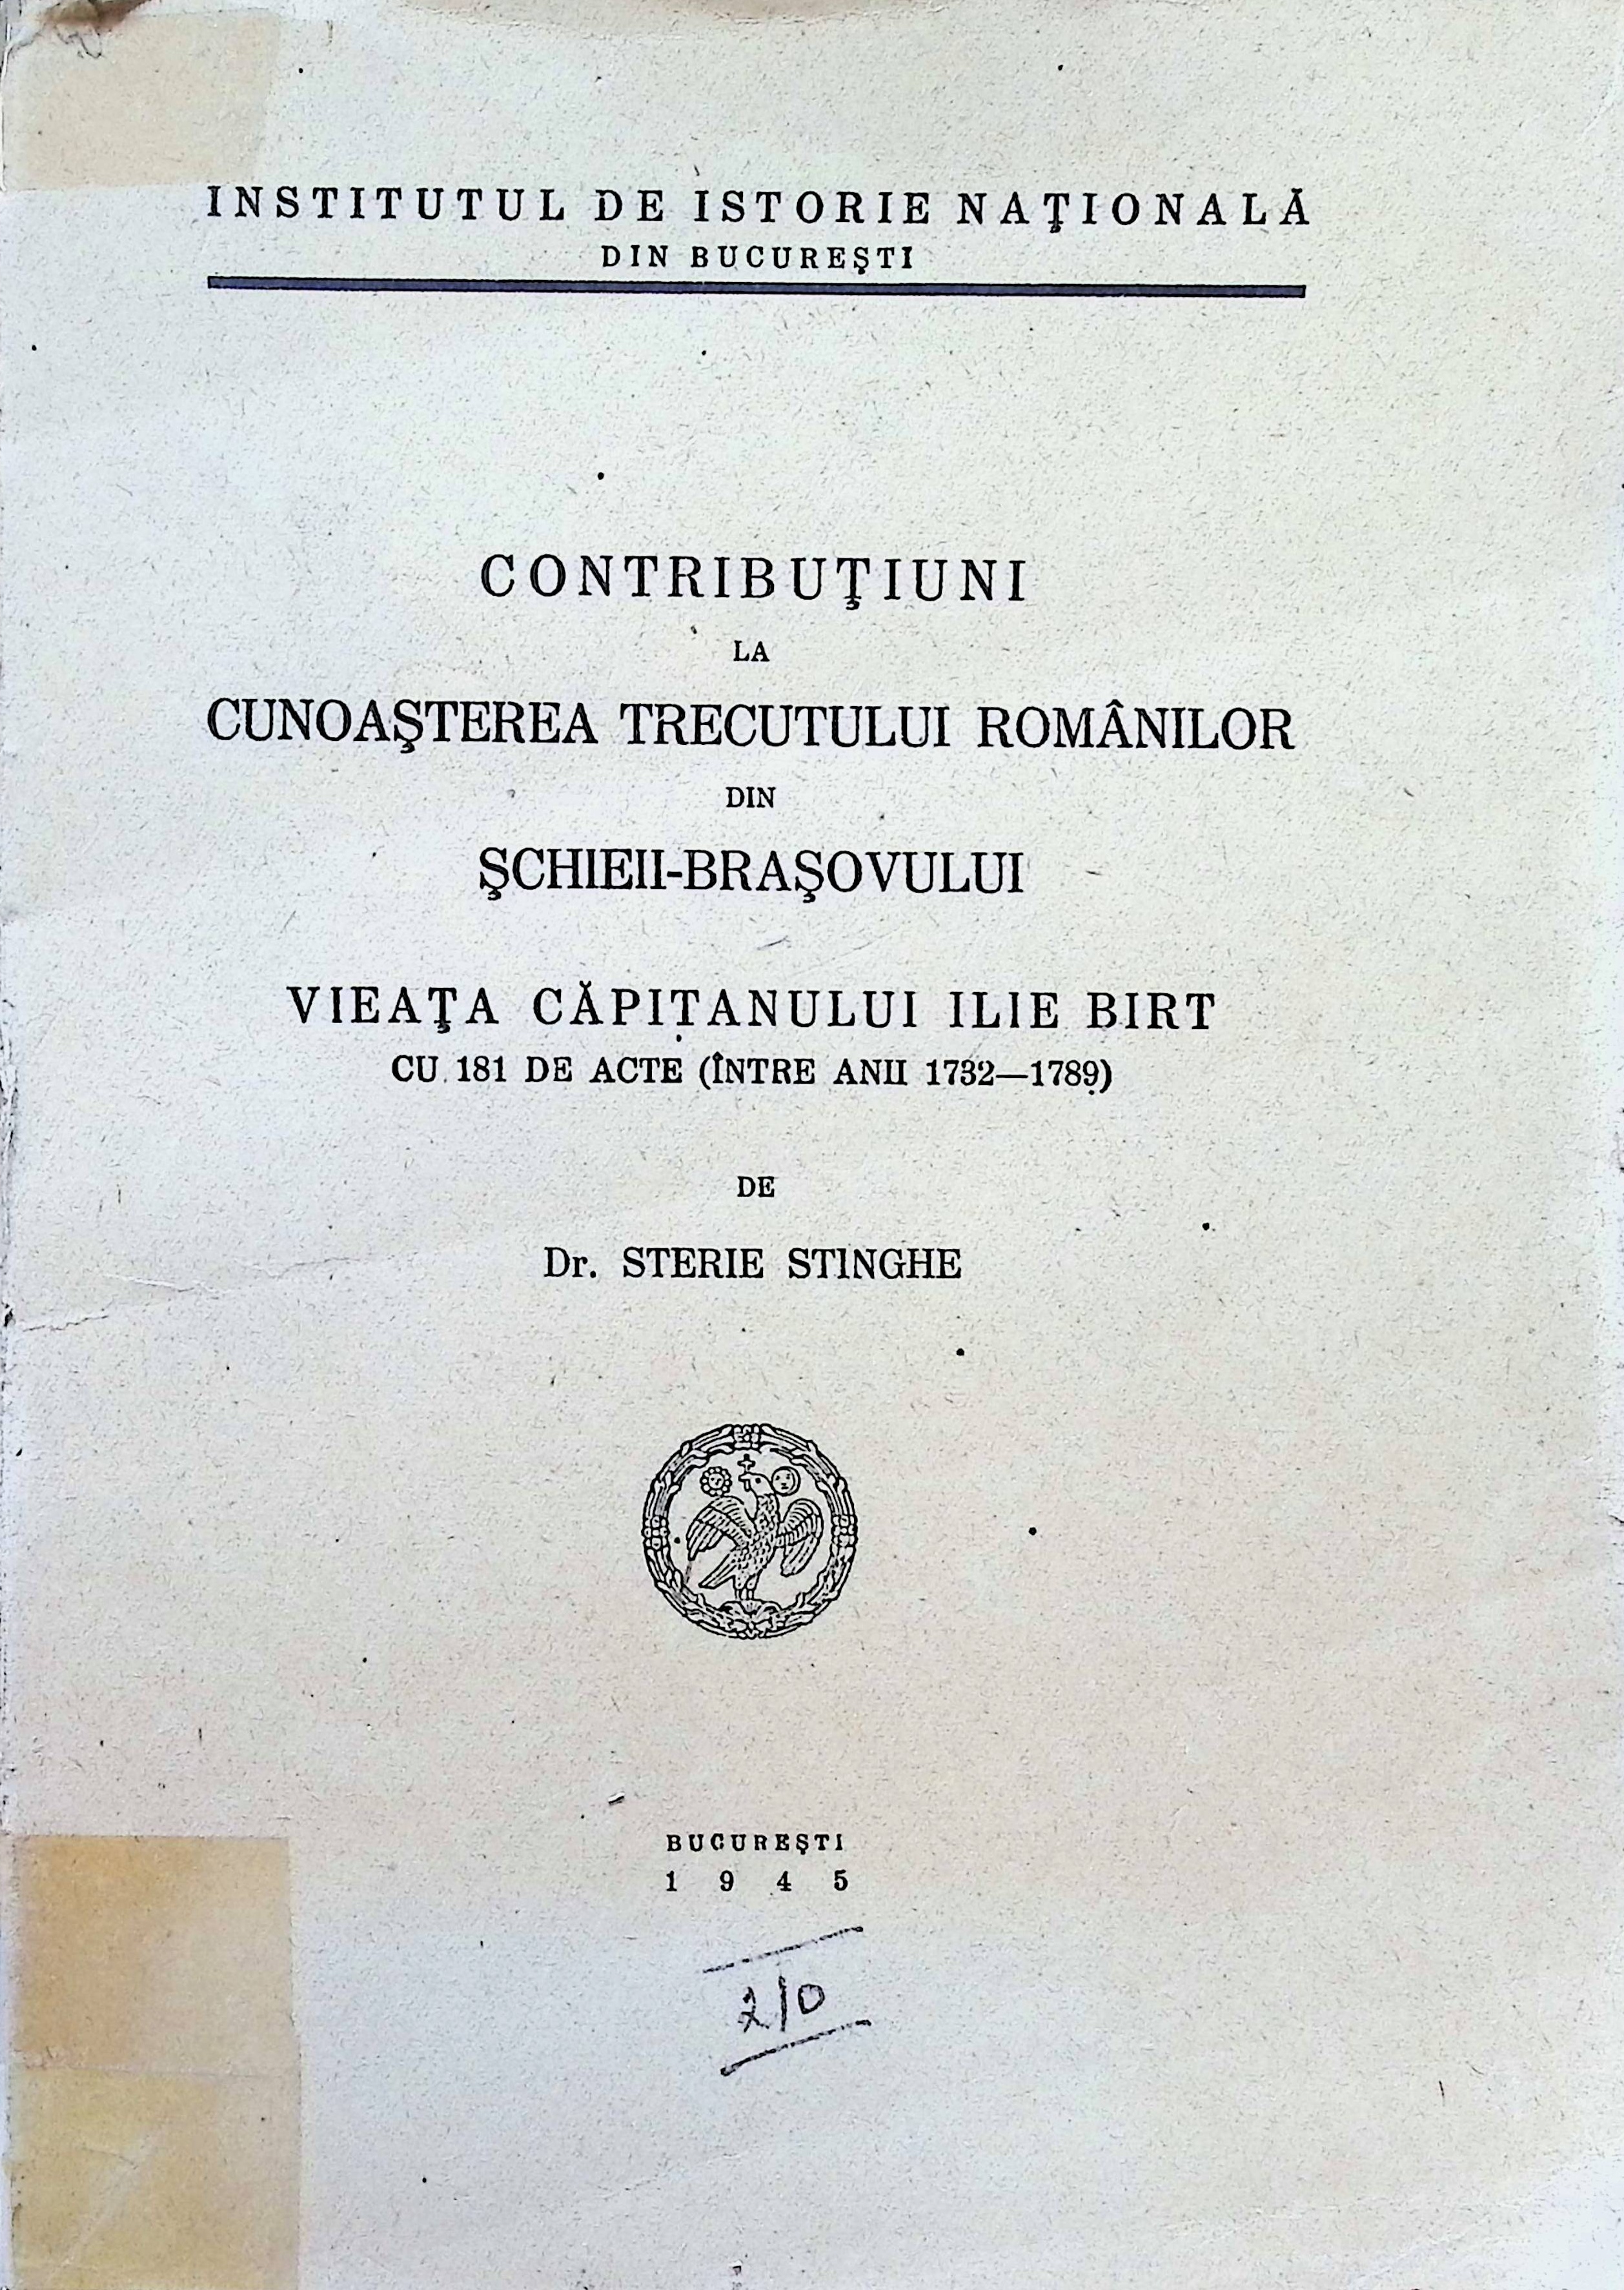 INSTITUTUL DE ISTORIE NAŢIONALĂ
DIN BUCUREŞTI
CONTRIBUŢIUNI
LA
CUNOAŞTEREA TRECUTULUI ROMÂNILOR
DIN
ŞCHIEII-BRAŞOVULUI
VIEAŢA CĂPITANULUI ILIE BIRT
CU 181 DE ACTE (ÎNTRE ANII 1732—1789)
DE
Dr. STERIE STINGHE
BUCUREŞTI
1945
210